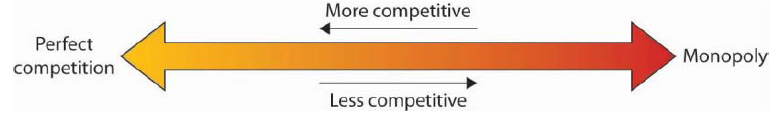 More competitive
Perfect
competition
Monopoly
Less competitive